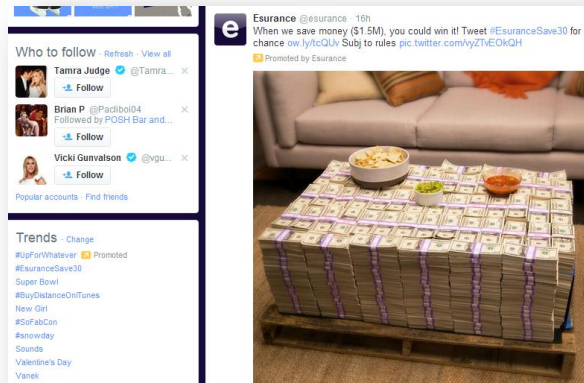 Who to follow · Refresh · View all
Tamra Judge @Tamra... ×
Follow
Brian P @Pacliboi04 ×
Followed by POSH Bar and...
Follow
Vicki Gunvalson @vgu... ×
Follow
Popular accounts · Find friends
Trends · Change
#UpForWhatever Promoted
#EsuranceSave30
Super Bowl
#BuyDistanceOniTunes
New Girl
#SoFabCon
#snowday
Sounds
Valentine's Day
Vanek
e
Esurance @esurance · 16h
When we save money ($1.5M), you could win it! Tweet #EsuranceSave30 for
chance ow.ly/tcQUv Subj to rules pic.twitter.com/vyZTvEOkQH
Promoted by Esurance